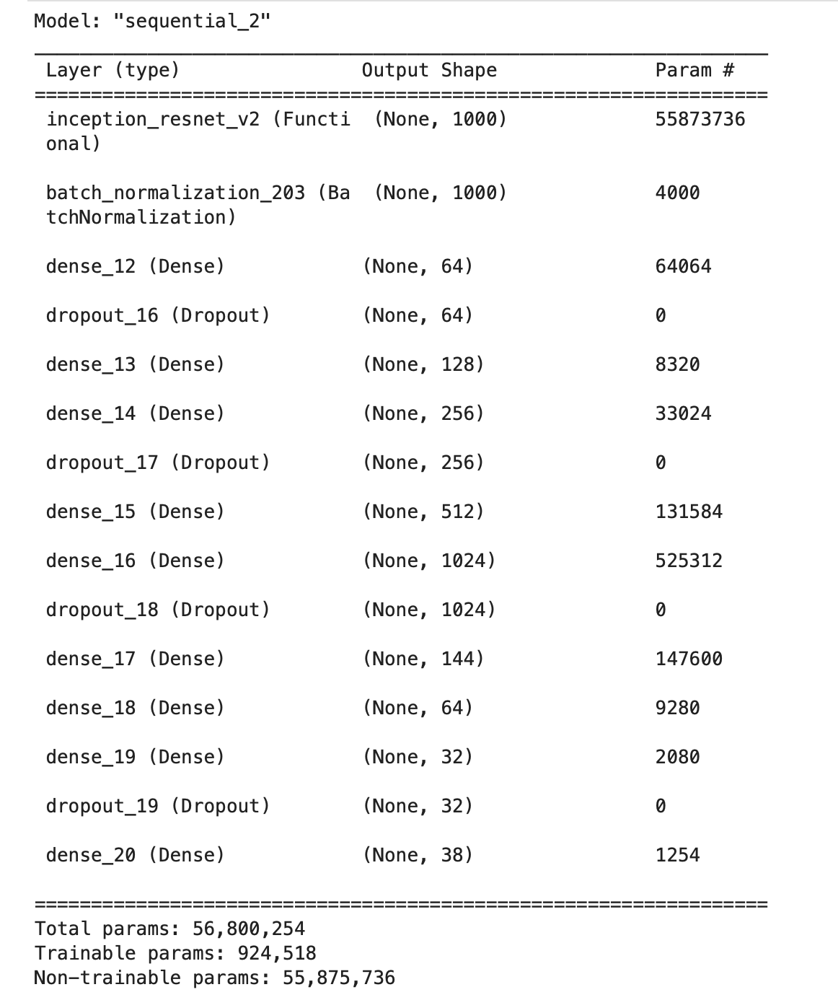 Model: "sequential_2"
Layer (type) Output Shape Param #
=================================================================
inception_resnet_v2 (Functi (None, 1000) 55873736
onal)
batch_normalization_203 (Ba (None, 1000) 4000
tchNormalization)
dense_12 (Dense) (None, 64) 64064
dropout_16 (Dropout) (None, 64) 0
dense_13 (Dense) (None, 128) 8320
dense_14 (Dense) (None, 256) 33024
dropout_17 (Dropout) (None, 256) 0
dense_15 (Dense) (None, 512) 131584
dense_16 (Dense) (None, 1024) 525312
dropout_18 (Dropout) (None, 1024) 0
dense_17 (Dense) (None, 144) 147600
dense_18 (Dense) (None, 64) 9280
dense_19 (Dense) (None, 32) 2080
dropout_19 (Dropout) (None, 32) 0
dense_20 (Dense) (None, 38) 1254
=================================================================
Total params: 56,800,254
Trainable params: 924,518
Non-trainable params: 55,875,736